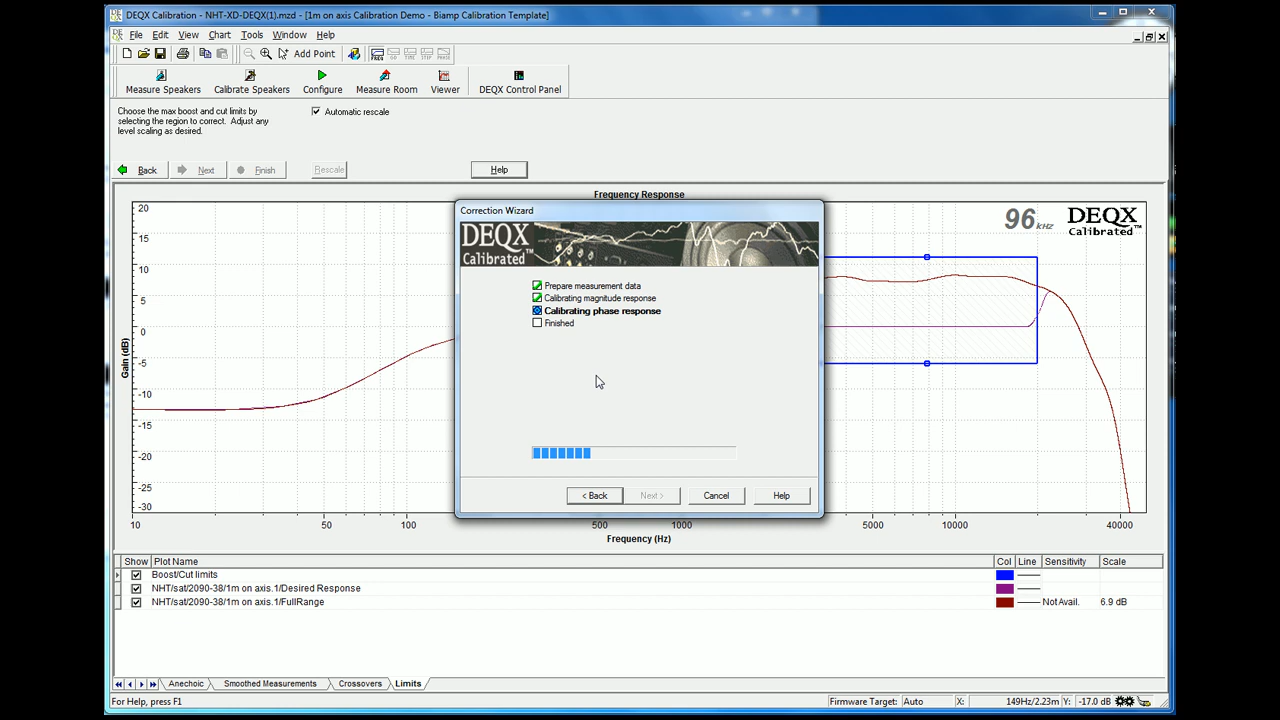 DEQX Calibration - NHT-XD-DEQX(1).mzd - [1m on axis Calibration Demo - Biamp Calibration Template]
File Edit View Chart Tools Window Help
Add Point
Measure Speakers Calibrate Speakers Configure Measure Room Viewer DEQX Control Panel
Choose the max boost and cut limits by
selecting the region to correct. Adjust any
level scaling as desired.
Automatic rescale
Back Next Finish Rescale Help
Frequency Response
Correction Wizard
DEQX
Calibrated™
Prepare measurement data
Calibrating magnitude response
Calibrating phase response
Finished
< Back Next > Cancel Help
96 kHz
DEQX
Calibrated™
Gain (dB)
20
15
10
5
0
-5
-10
-15
-20
-25
-30
10 50 100 500 1000 5000 10000 40000
Frequency (Hz)
Show Plot Name Col Line Sensitivity Scale
Boost/Cut limits
NHT/sat/2090-38/1m on axis.1/Desired Response
NHT/sat/2090-38/1m on axis.1/FullRange Not Avail. 6.9 dB
Anechoic Smoothed Measurements Crossovers Limits
For Help, press F1 Firmware Target: Auto X: 149Hz/2.23m Y: -17.0 dB